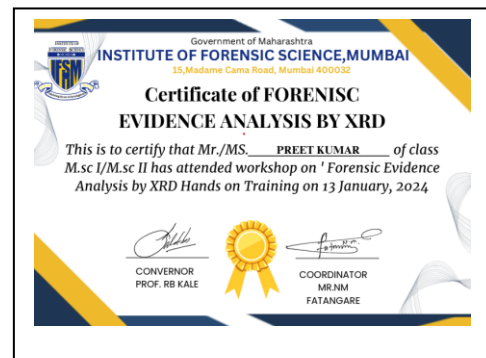 Government of Maharashtra
INSTITUTE OF FORENSIC SCIENCE,MUMBAI
15,Madame Cama Road, Mumbai 400032
IFSM
Certificate of FORENISC
EVIDENCE ANALYSIS BY XRD
This is to certify that Mr./MS. PREET KUMAR of class
M.sc I/M.sc II has attended workshop on ' Forensic Evidence
Analysis by XRD Hands on Training on 13 January, 2024
CONVERNOR
PROF. RB KALE
COORDINATOR
MR.NM
FATANGARE